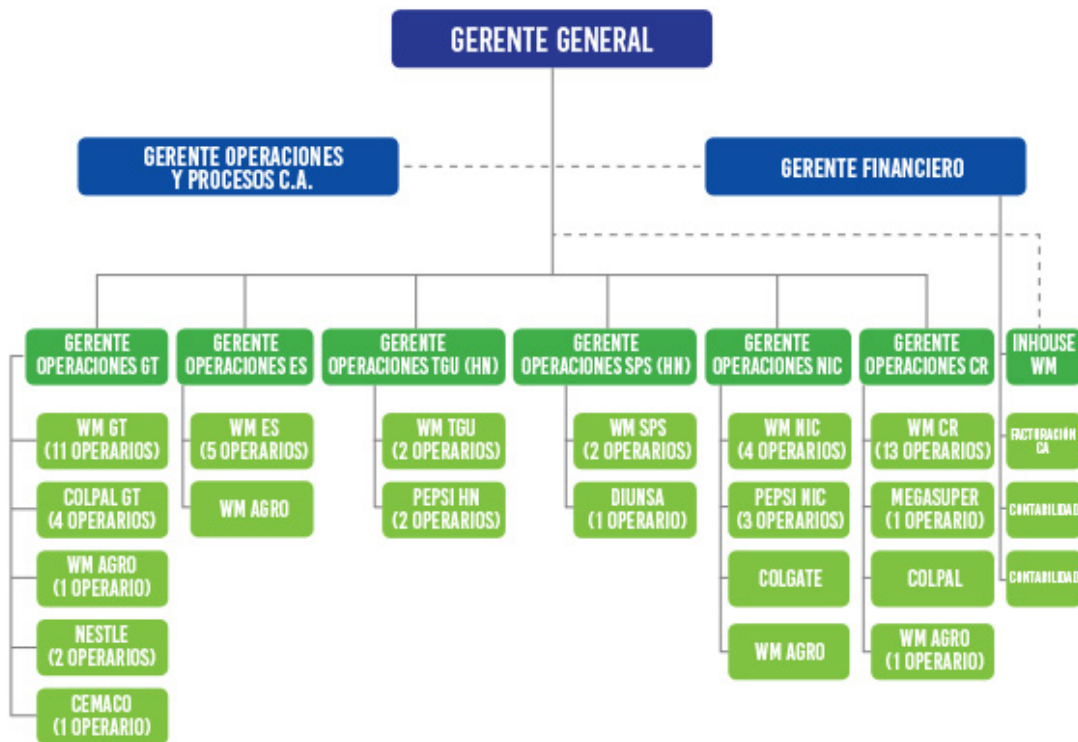 GERENTE GENERAL
GERENTE OPERACIONES
Y PROCESOS C.A.
GERENTE FINANCIERO
GERENTE
OPERACIONES GT
GERENTE
OPERACIONES ES
GERENTE
OPERACIONES TGU (HN)
GERENTE
OPERACIONES SPS (HN)
GERENTE
OPERACIONES NIC
GERENTE
OPERACIONES CR
INHOUSE
WM
WM GT
(11 OPERARIOS)
COLPAL GT
(4 OPERARIOS)
WM AGRO
(1 OPERARIO)
NESTLE
(2 OPERARIOS)
CEMACO
(1 OPERARIO)
WM ES
(5 OPERARIOS)
WM AGRO
WM TGU
(2 OPERARIOS)
PEPSI HN
(2 OPERARIOS)
WM SPS
(2 OPERARIOS)
DIUNSA
(1 OPERARIO)
WM NIC
(4 OPERARIOS)
PEPSI NIC
(3 OPERARIOS)
COLGATE
WM AGRO
WM CR
(13 OPERARIOS)
MEGASUPER
(1 OPERARIO)
COLPAL
WM AGRO
(1 OPERARIO)
FACTURACIÓN
CA
CONTABILIDAD
CONTABILIDAD